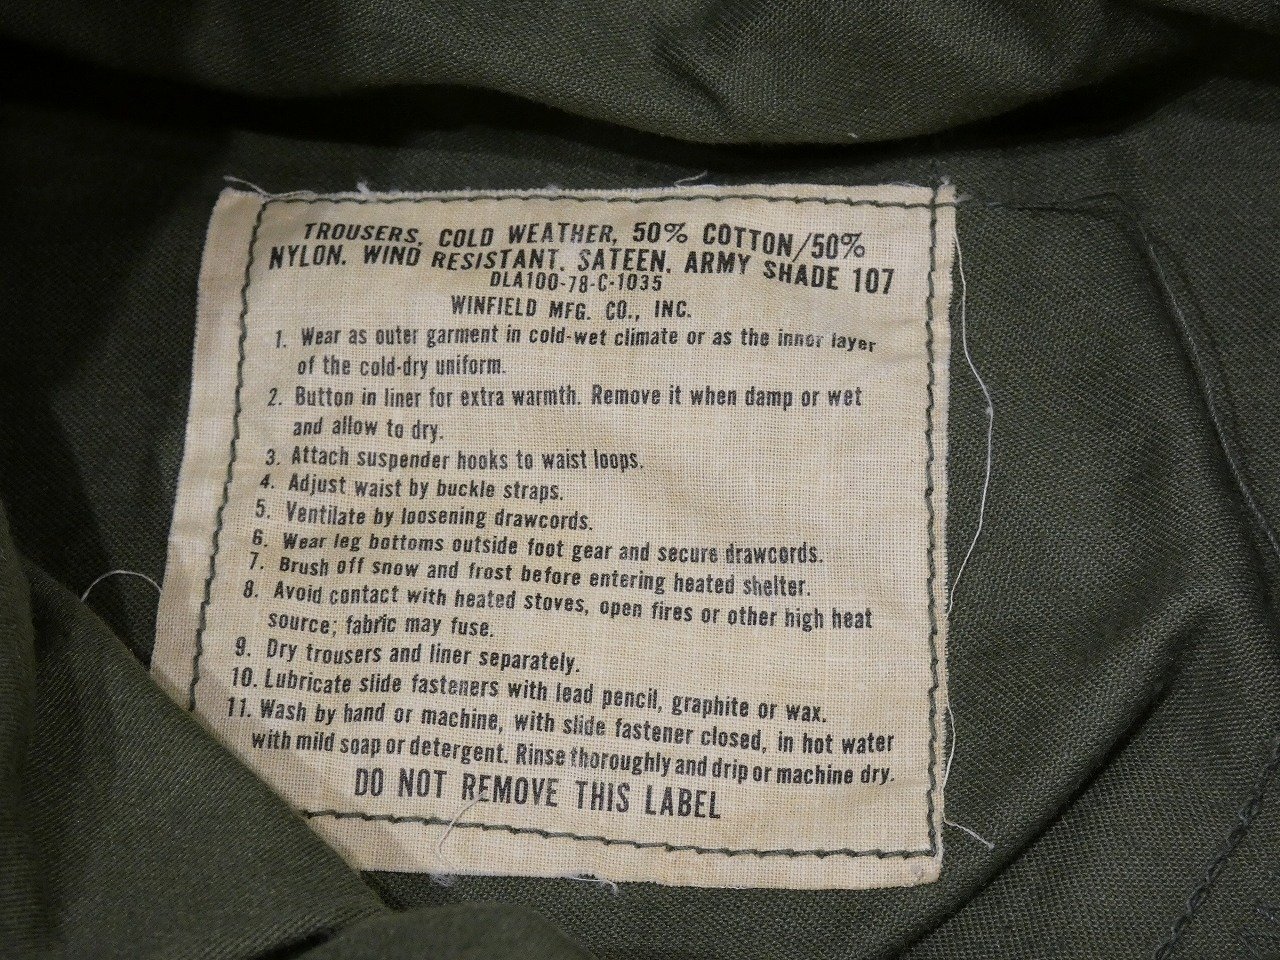 TROUSERS, COLD WEATHER, 50% COTTON/50%
NYLON. WIND RESISTANT. SATEEN. ARMY SHADE 107
DLA100-78-C-1035
WINFIELD MFG. CO., INC.
1. Wear as outer garment in cold-wet climate or as the inner layer
of the cold-dry uniform.
2. Button in liner for extra warmth. Remove it when damp or wet
and allow to dry.
3. Attach suspender hooks to waist loops.
4. Adjust waist by buckle straps.
5. Ventilate by loosening drawcords.
6. Wear leg bottoms outside foot gear and secure drawcords.
7. Brush off snow and frost before entering heated shelter.
8. Avoid contact with heated stoves, open fires or other high heat
source; fabric may fuse.
9. Dry trousers and liner separately.
10. Lubricate slide fasteners with lead pencil, graphite or wax.
11. Wash by hand or machine, with slide fastener closed, in hot water
with mild soap or detergent. Rinse thoroughly and drip or machine dry.
DO NOT REMOVE THIS LABEL